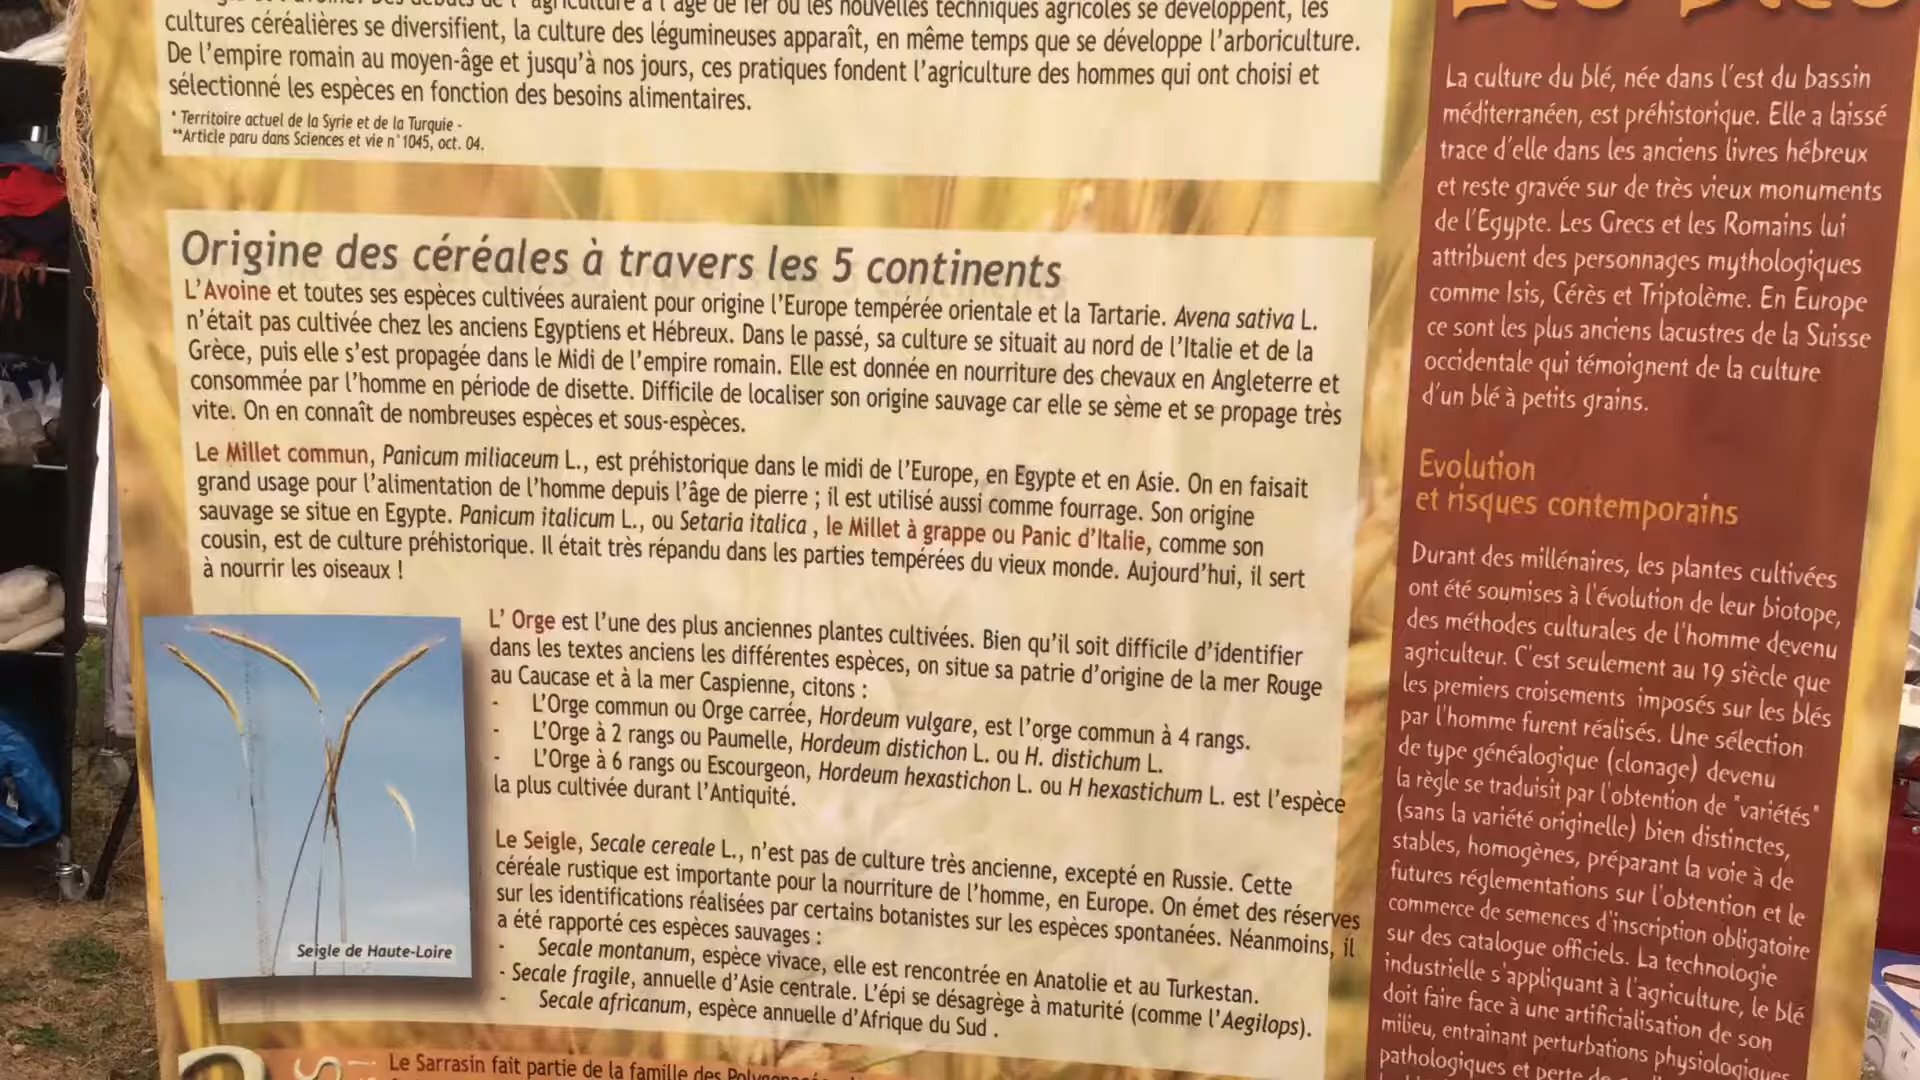 agriculture à l'âge de fer où les nouvelles techniques agricoles se développent, les
cultures céréalières se diversifient, la culture des légumineuses apparaît, en même temps que se développe l'arboriculture.
De l'empire romain au moyen-âge et jusqu'à nos jours, ces pratiques fondent l'agriculture des hommes qui ont choisi et
sélectionné les espèces en fonction des besoins alimentaires.
* Territoire actuel de la Syrie et de la Turquie -
**Article paru dans Sciences et vie n°1045, oct. 04.
Origine des céréales à travers les 5 continents
L'Avoine et toutes ses espèces cultivées auraient pour origine l'Europe tempérée orientale et la Tartarie. Avena sativa L.
n'était pas cultivée chez les anciens Egyptiens et Hébreux. Dans le passé, sa culture se situait au nord de l'Italie et de la
Grèce, puis elle s'est propagée dans le Midi de l'empire romain. Elle est donnée en nourriture des chevaux en Angleterre et
consommée par l'homme en période de disette. Difficile de localiser son origine sauvage car elle se sème et se propage très
vite. On en connaît de nombreuses espèces et sous-espèces.
Le Millet commun, Panicum miliaceum L., est préhistorique dans le midi de l'Europe, en Egypte et en Asie. On en faisait
grand usage pour l'alimentation de l'homme depuis l'âge de pierre ; il est utilisé aussi comme fourrage. Son origine
sauvage se situe en Egypte. Panicum italicum L., ou Setaria italica , le Millet à grappe ou Panic d'Italie, comme son
cousin, est de culture préhistorique. Il était très répandu dans les parties tempérées du vieux monde. Aujourd'hui, il sert
à nourrir les oiseaux !
L' Orge est l'une des plus anciennes plantes cultivées. Bien qu'il soit difficile d'identifier
dans les textes anciens les différentes espèces, on situe sa patrie d'origine de la mer Rouge
au Caucase et à la mer Caspienne, citons :
- L'Orge commun ou Orge carrée, Hordeum vulgare, est l'orge commun à 4 rangs.
- L'Orge à 2 rangs ou Paumelle, Hordeum distichon L. ou H. distichum L.
- L'Orge à 6 rangs ou Escourgeon, Hordeum hexastichon L. ou H hexastichum L. est l'espèce
la plus cultivée durant l'Antiquité.
Le Seigle, Secale cereale L., n'est pas de culture très ancienne, excepté en Russie. Cette
céréale rustique est importante pour la nourriture de l'homme, en Europe. On émet des réserves
sur les identifications réalisées par certains botanistes sur les espèces spontanées. Néanmoins, il
a été rapporté ces espèces sauvages :
- Secale montanum, espèce vivace, elle est rencontrée en Anatolie et au Turkestan.
- Secale fragile, annuelle d'Asie centrale. L'épi se désagrège à maturité (comme l'Aegilops).
- Secale africanum, espèce annuelle d'Afrique du Sud .
Seigle de Haute-Loire
Le Sarrasin fait partie de la famille des
La culture du blé, née dans l'est du bassin
méditerranéen, est préhistorique. Elle a laissé
trace d'elle dans les anciens livres hébreux
et reste gravée sur de très vieux monuments
de l'Egypte. Les Grecs et les Romains lui
attribuent des personnages mythologiques
comme Isis, Cérès et Triptolème. En Europe
ce sont les plus anciens lacustres de la Suisse
occidentale qui témoignent de la culture
d'un blé à petits grains.
Evolution
et risques contemporains
Durant des millénaires, les plantes cultivées
ont été soumises à l'évolution de leur biotope,
des méthodes culturales de l'homme devenu
agriculteur. C'est seulement au 19 siècle que
les premiers croisements imposés sur les blés
par l'homme furent réalisés. Une sélection
de type généalogique (clonage) devenu
la règle se traduisit par l'obtention de "variétés"
(sans la variété originelle) bien distinctes,
stables, homogènes, préparant la voie à de
futures réglementations sur l'obtention et le
commerce de semences d'inscription obligatoire
sur des catalogue officiels. La technologie
industrielle s'appliquant à l'agriculture, le blé
doit faire face à une artificialisation de son
milieu, entrainant perturbations physiologiques
pathologiques et perte